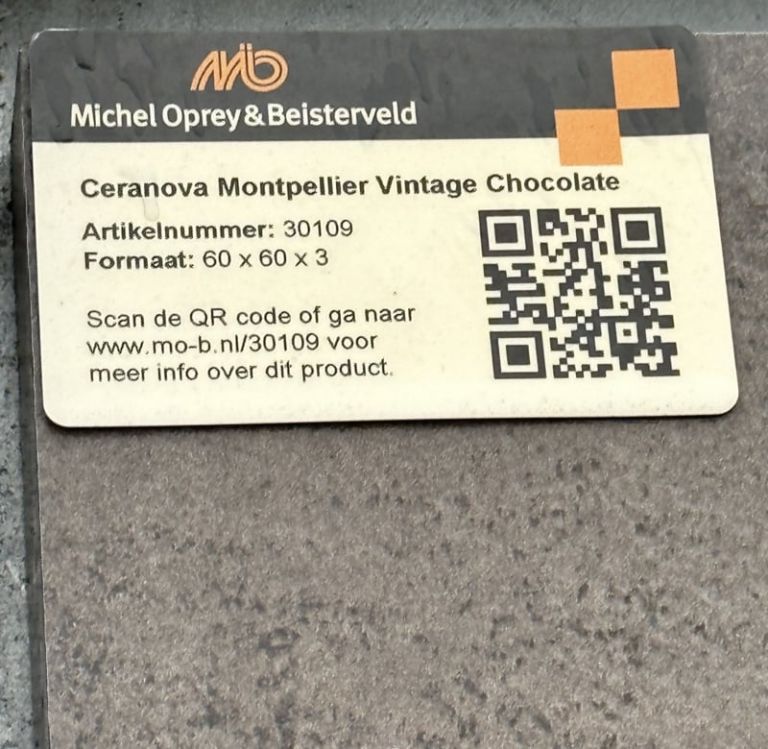 Möb
Michel Oprey & Beisterveld
Ceranova Montpellier Vintage Chocolate
Artikelnummer: 30109
Formaat: 60 x 60 x 3
Scan de QR code of ga naar
www.mo-b.nl/30109 voor
meer info over dit product.